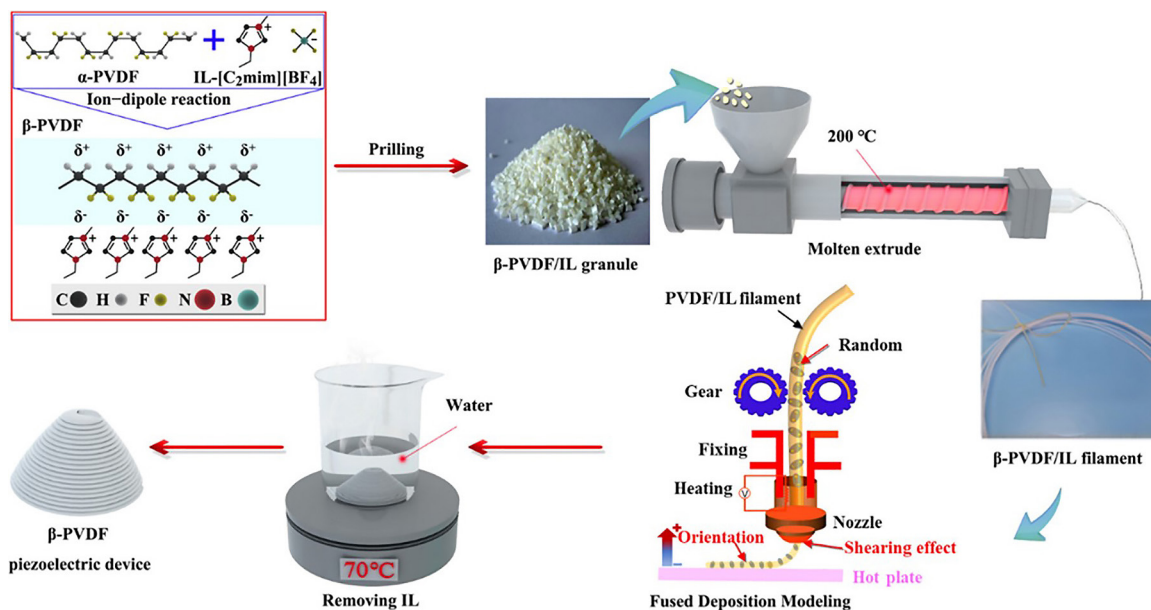 α-PVDF
+
IL-[C₂mim][BF₄]
Ion–dipole reaction
β-PVDF
δ⁺ δ⁺ δ⁺ δ⁺ δ⁺
δ⁻ δ⁻ δ⁻ δ⁻ δ⁻
+ + + + +
C H F N B
Prilling
β-PVDF/IL granule
200 °C
Molten extrude
β-PVDF/IL filament
PVDF/IL filament
Random
Gear
Fixing
Heating
V
Nozzle
Shearing effect
+
Orientation
-
Hot plate
Fused Deposition Modeling
Water
70°C
Removing IL
β-PVDF
piezoelectric device